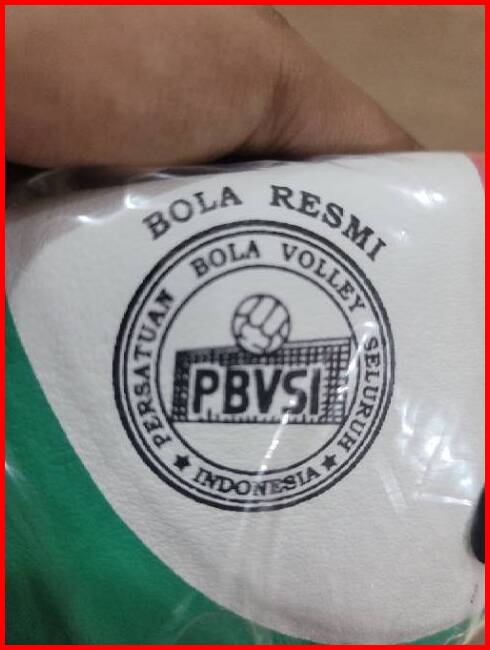 BOLA RESMI
PERSATUAN BOLA VOLLEY SELURUH
PBVSI
★ INDONESIA ★